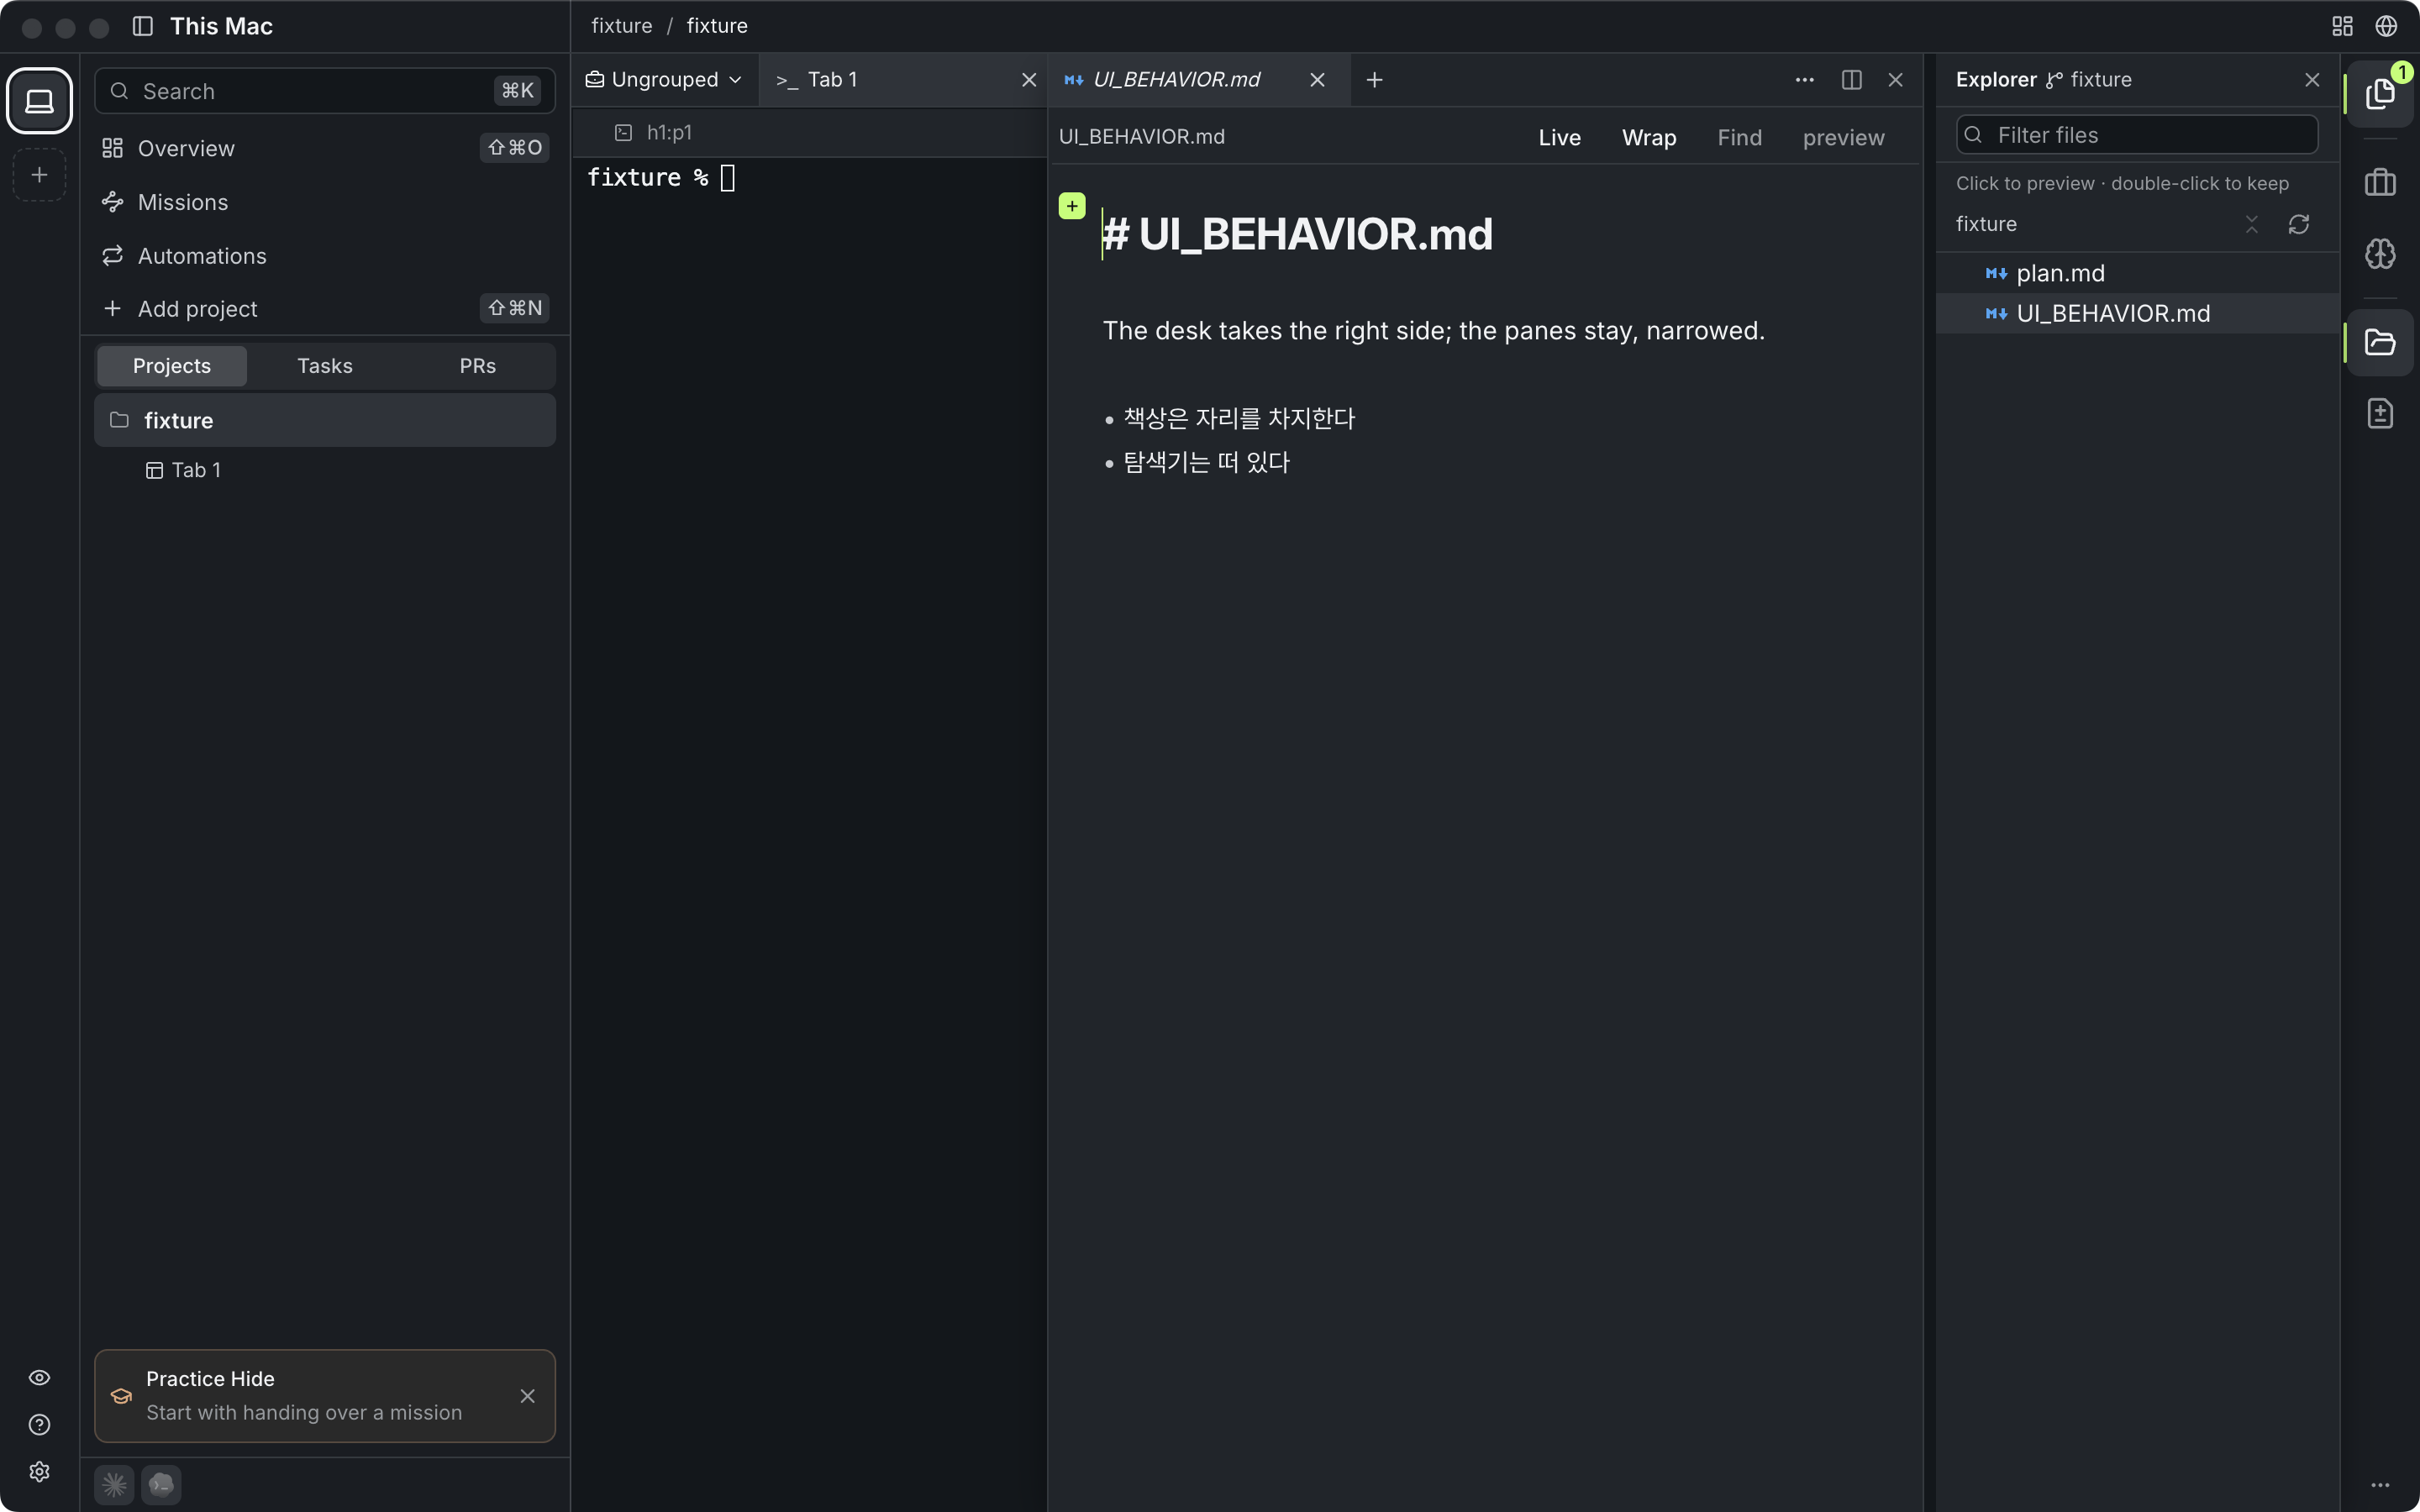 This Mac
fixture / fixture
Search ⌘K
Overview ⇧⌘O
Missions
Automations
Add project ⇧⌘N
Projects Tasks PRs
fixture
Tab 1
Practice Hide
Start with handing over a mission
Ungrouped
>_ Tab 1
h1:p1
fixture %
UI_BEHAVIOR.md
UI_BEHAVIOR.md Live Wrap Find preview
# UI_BEHAVIOR.md
The desk takes the right side; the panes stay, narrowed.
• 책상은 자리를 차지한다
• 탐색기는 떠 있다
Explorer fixture
Filter files
Click to preview · double-click to keep
fixture
plan.md
UI_BEHAVIOR.md
1